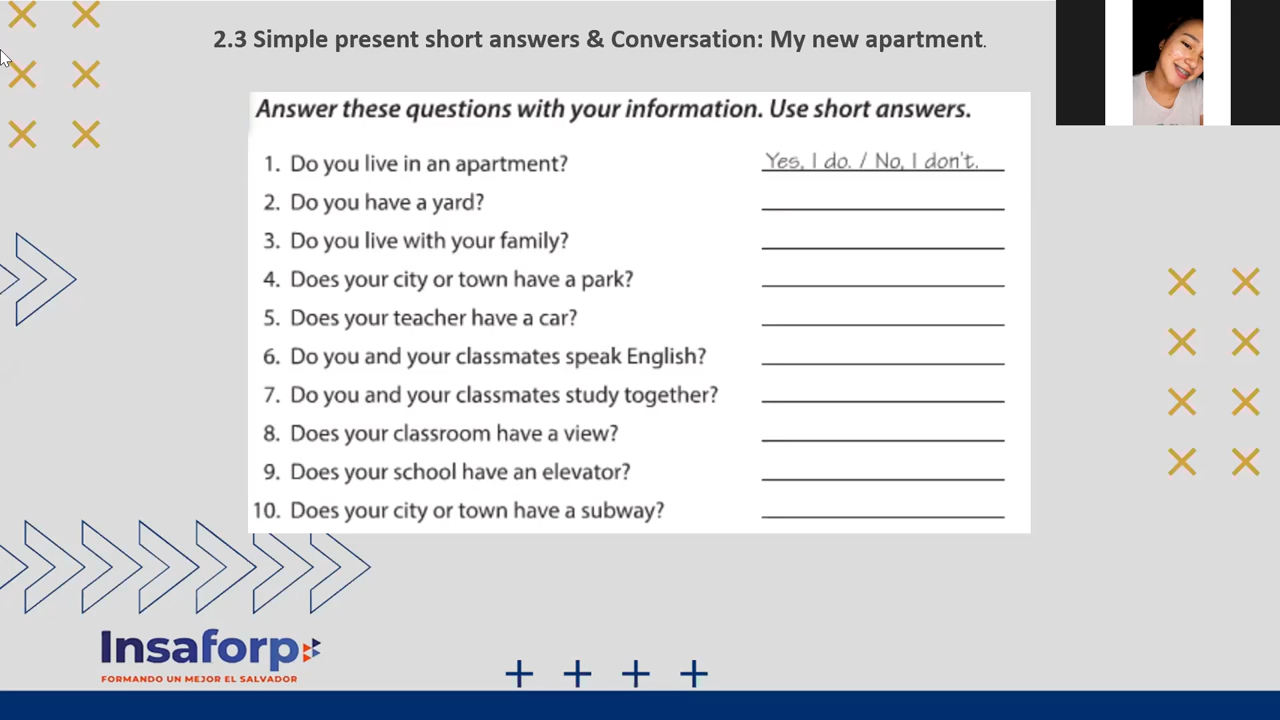 2.3 Simple present short answers & Conversation: My new apartment.
Answer these questions with your information. Use short answers.
1. Do you live in an apartment? Yes, I do. / No, I don't.
2. Do you have a yard?
3. Do you live with your family?
4. Does your city or town have a park?
5. Does your teacher have a car?
6. Do you and your classmates speak English?
7. Do you and your classmates study together?
8. Does your classroom have a view?
9. Does your school have an elevator?
10. Does your city or town have a subway?
Insaforp
FORMANDO UN MEJOR EL SALVADOR